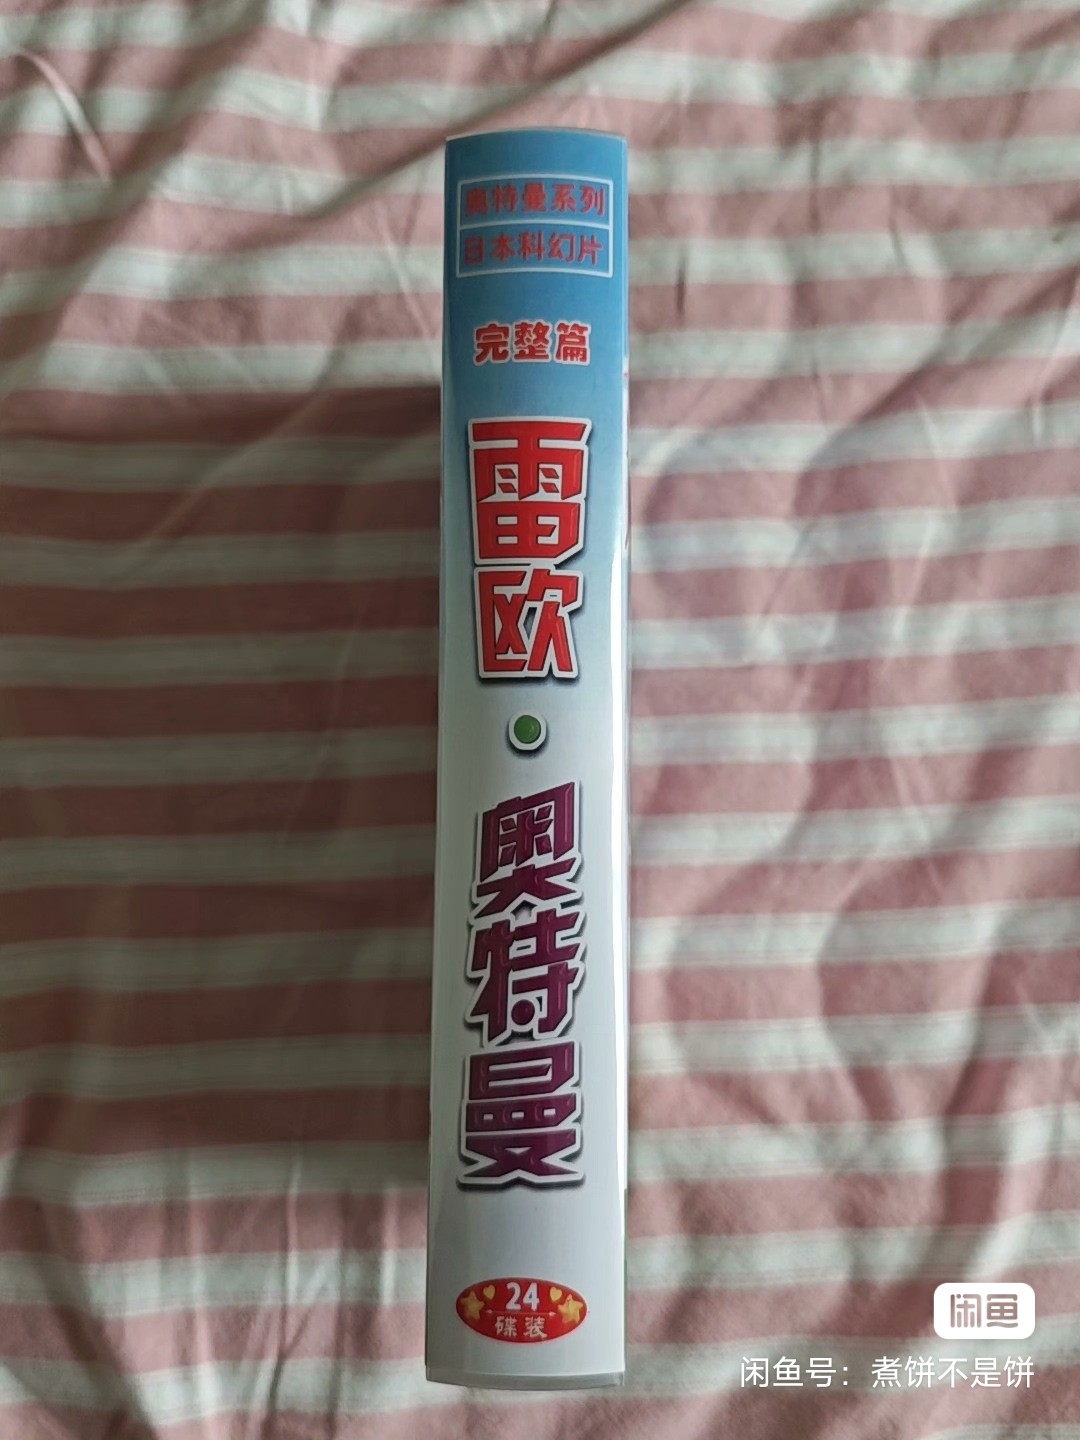 奥特曼系列
日本科幻片
完整篇
雷欧
·
奥特曼
24
碟装
闲鱼
闲鱼号：煮饼不是饼